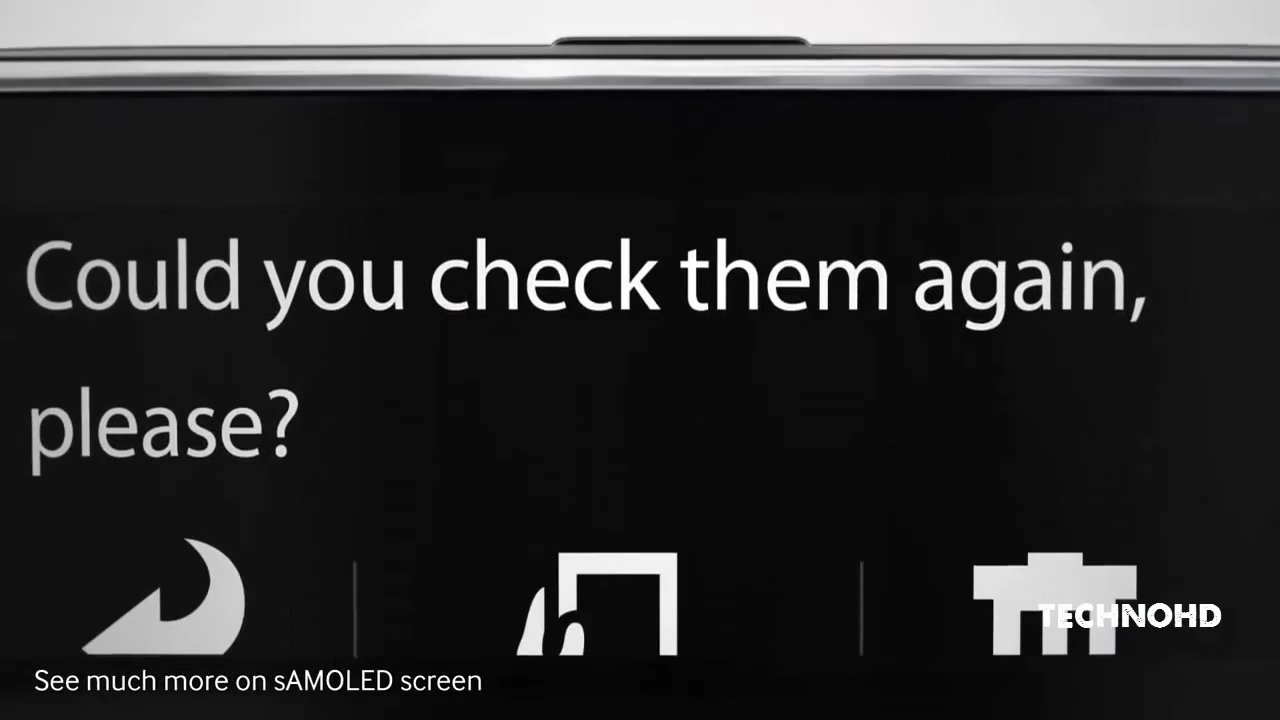 Could you check them again,
please?
TECHNOHD
See much more on sAMOLED screen